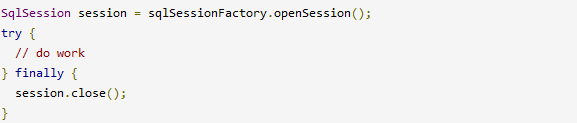 SqlSession session = sqlSessionFactory.openSession();
try {
  // do work
} finally {
  session.close();
}